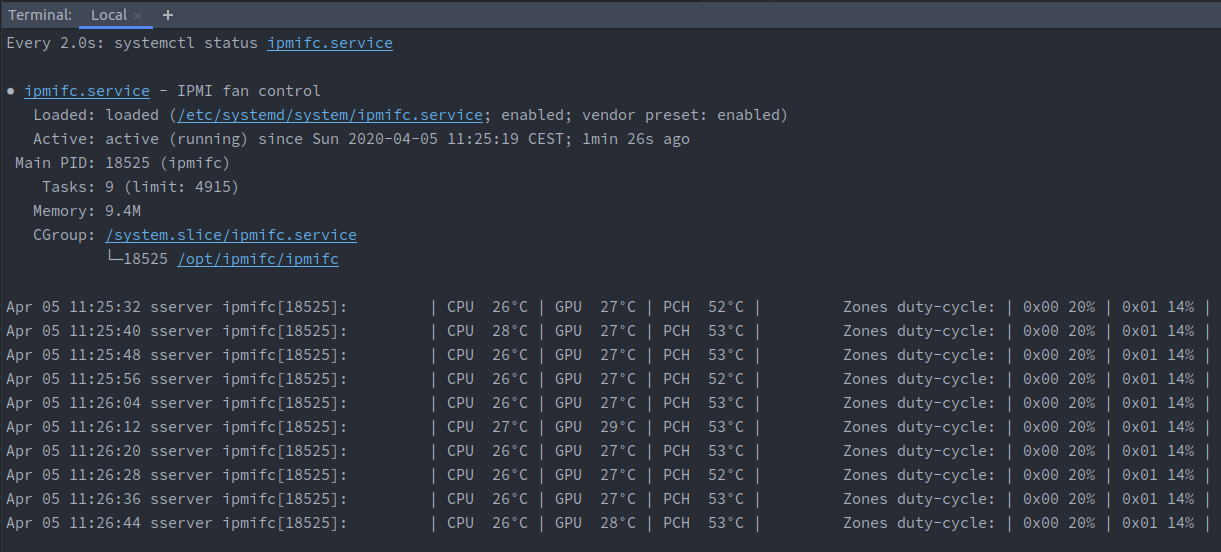 Terminal: Local × +
Every 2.0s: systemctl status ipmifc.service
● ipmifc.service - IPMI fan control
Loaded: loaded (/etc/systemd/system/ipmifc.service; enabled; vendor preset: enabled)
Active: active (running) since Sun 2020-04-05 11:25:19 CEST; 1min 26s ago
Main PID: 18525 (ipmifc)
Tasks: 9 (limit: 4915)
Memory: 9.4M
CGroup: /system.slice/ipmifc.service
└─18525 /opt/ipmifc/ipmifc
Apr 05 11:25:32 sserver ipmifc[18525]: | CPU 26°C | GPU 27°C | PCH 52°C | Zones duty-cycle: | 0x00 20% | 0x01 14% |
Apr 05 11:25:40 sserver ipmifc[18525]: | CPU 28°C | GPU 27°C | PCH 53°C | Zones duty-cycle: | 0x00 20% | 0x01 14% |
Apr 05 11:25:48 sserver ipmifc[18525]: | CPU 26°C | GPU 27°C | PCH 53°C | Zones duty-cycle: | 0x00 20% | 0x01 14% |
Apr 05 11:25:56 sserver ipmifc[18525]: | CPU 26°C | GPU 27°C | PCH 52°C | Zones duty-cycle: | 0x00 20% | 0x01 14% |
Apr 05 11:26:04 sserver ipmifc[18525]: | CPU 26°C | GPU 27°C | PCH 53°C | Zones duty-cycle: | 0x00 20% | 0x01 14% |
Apr 05 11:26:12 sserver ipmifc[18525]: | CPU 27°C | GPU 29°C | PCH 53°C | Zones duty-cycle: | 0x00 20% | 0x01 14% |
Apr 05 11:26:20 sserver ipmifc[18525]: | CPU 26°C | GPU 27°C | PCH 53°C | Zones duty-cycle: | 0x00 20% | 0x01 14% |
Apr 05 11:26:28 sserver ipmifc[18525]: | CPU 26°C | GPU 27°C | PCH 52°C | Zones duty-cycle: | 0x00 20% | 0x01 14% |
Apr 05 11:26:36 sserver ipmifc[18525]: | CPU 26°C | GPU 27°C | PCH 53°C | Zones duty-cycle: | 0x00 20% | 0x01 14% |
Apr 05 11:26:44 sserver ipmifc[18525]: | CPU 26°C | GPU 28°C | PCH 53°C | Zones duty-cycle: | 0x00 20% | 0x01 14% |